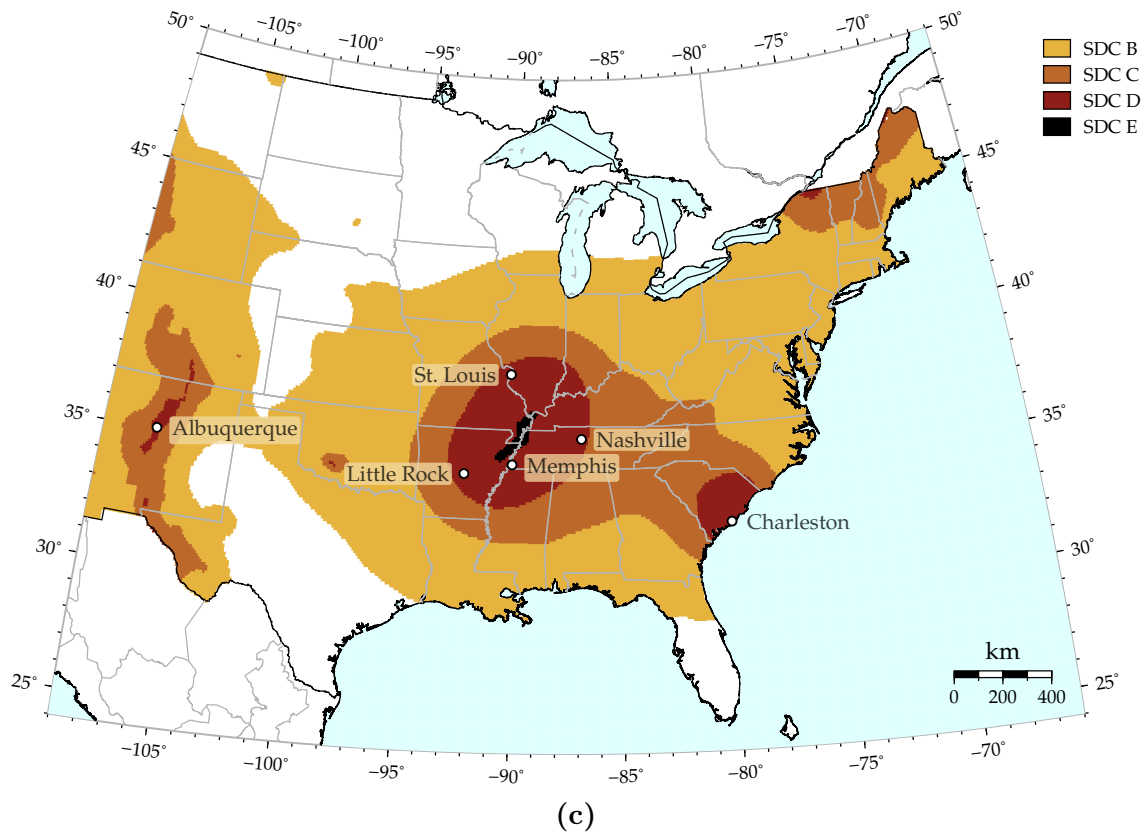 50˚
−105˚
−100˚
−95˚
−90˚
−85˚
−80˚
−75˚
−70˚
50˚
SDC B
SDC C
SDC D
SDC E
45˚
45˚
40˚
40˚
St. Louis
35˚
Albuquerque
Nashville
35˚
Little Rock
Memphis
Charleston
30˚
30˚
km
25˚
0 200 400
25˚
−105˚
−100˚
−95˚
−90˚
−85˚
−80˚
−75˚
−70˚
(c)